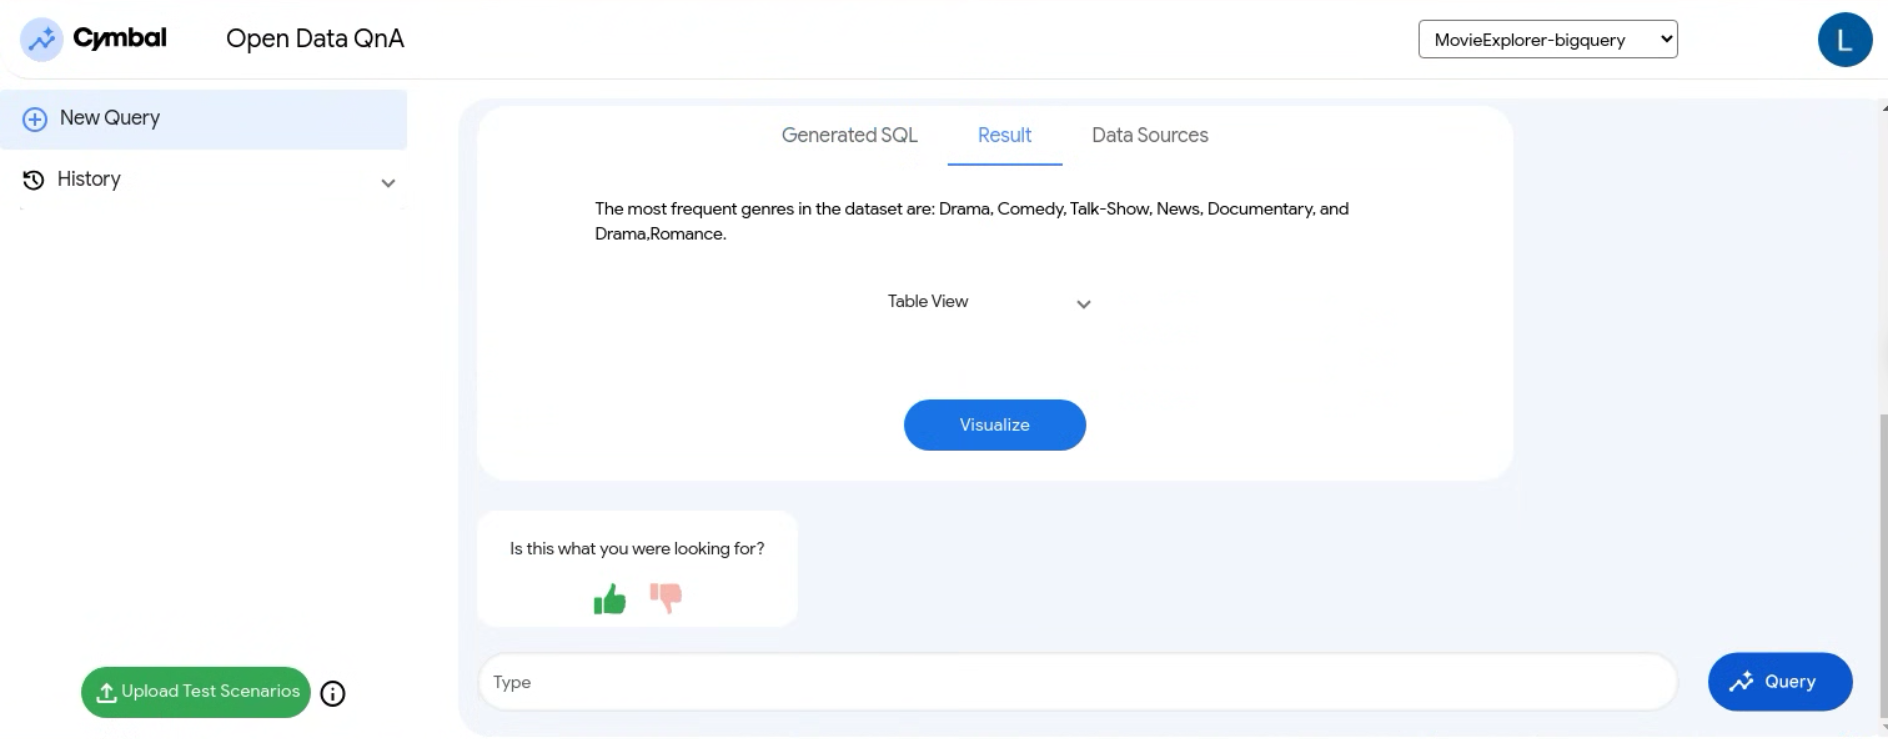 Cymbal
Open Data QnA
MovieExplorer-bigquery
L
New Query
History
Generated SQL
Result
Data Sources
The most frequent genres in the dataset are: Drama, Comedy, Talk-Show, News, Documentary, and
Drama,Romance.
Table View
Visualize
Is this what you were looking for?
Upload Test Scenarios
Type
Query